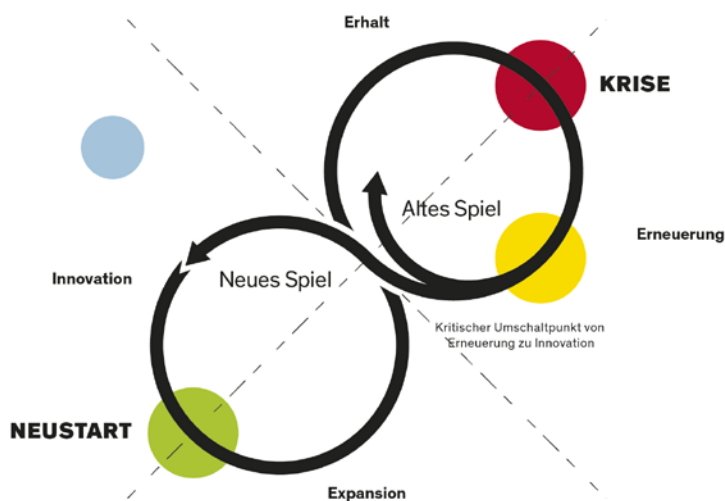 Erhalt
KRISE
Altes Spiel
Erneuerung
Innovation
Neues Spiel
Kritischer Umschaltpunkt von
Erneuerung zu Innovation
NEUSTART
Expansion